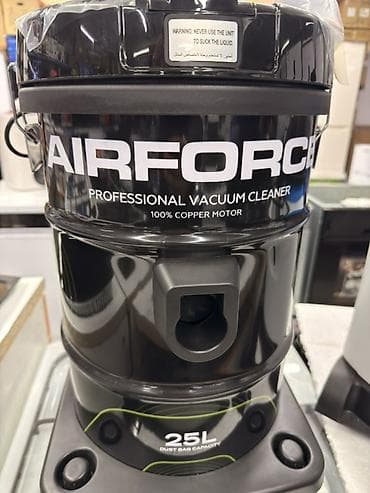 WARNING: NEVER USE THE UNIT
TO SUCK THE LIQUID.
AIRFORCE
PROFESSIONAL VACUUM CLEANER
100% COPPER MOTOR
25L
DUST BAG CAPACITY